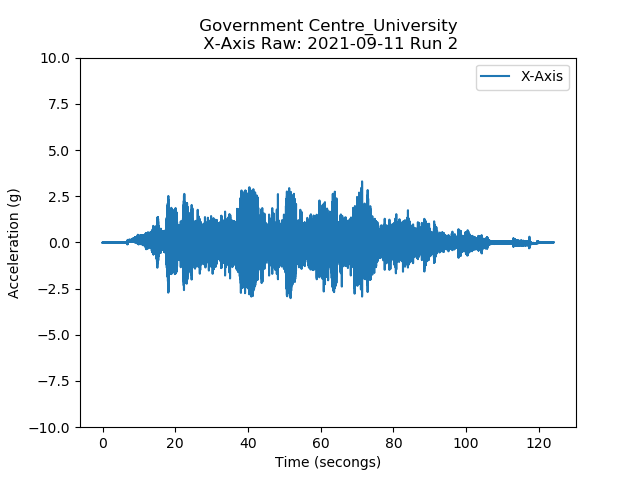 Government Centre_University
X-Axis Raw: 2021-09-11 Run 2
X-Axis
Acceleration (g)
10.0
7.5
5.0
2.5
0.0
−2.5
−5.0
−7.5
−10.0
0 20 40 60 80 100 120
Time (secongs)